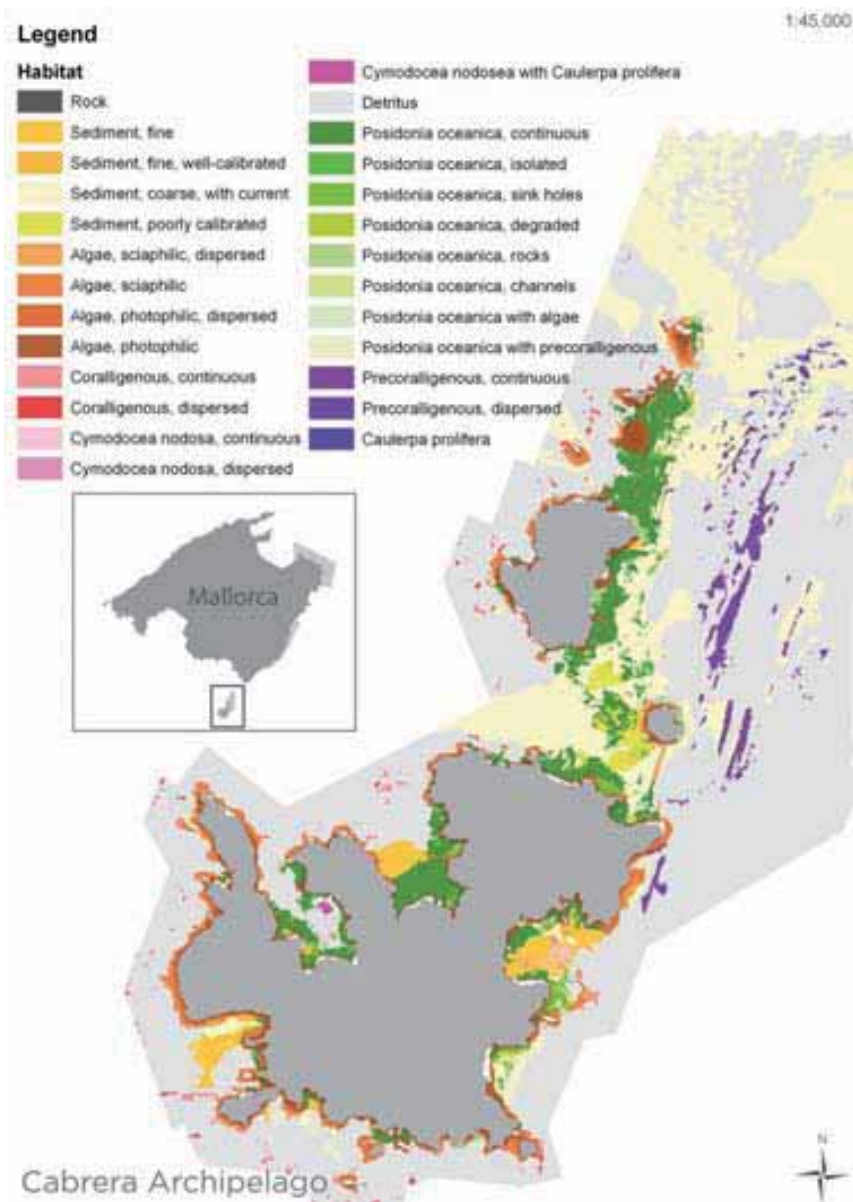 1:45,000
Legend
Habitat
Rock
Sediment, fine
Sediment, fine, well-calibrated
Sediment, coarse, with current
Sediment, poorly calibrated
Algae, sciaphilic, dispersed
Algae, sciaphilic
Algae, photophilic, dispersed
Algae, photophilic
Coralligenous, continuous
Coralligenous, dispersed
Cymodocea nodosa, continuous
Cymodocea nodosa, dispersed
Cymodocea nodosea with Caulerpa prolifera
Detritus
Posidonia oceanica, continuous
Posidonia oceanica, isolated
Posidonia oceanica, sink holes
Posidonia oceanica, degraded
Posidonia oceanica, rocks
Posidonia oceanica, channels
Posidonia oceanica with algae
Posidonia oceanica with precoralligenous
Precoralligenous, continuous
Precoralligenous, dispersed
Caulerpa prolifera
Mallorca
Cabrera Archipelago
N